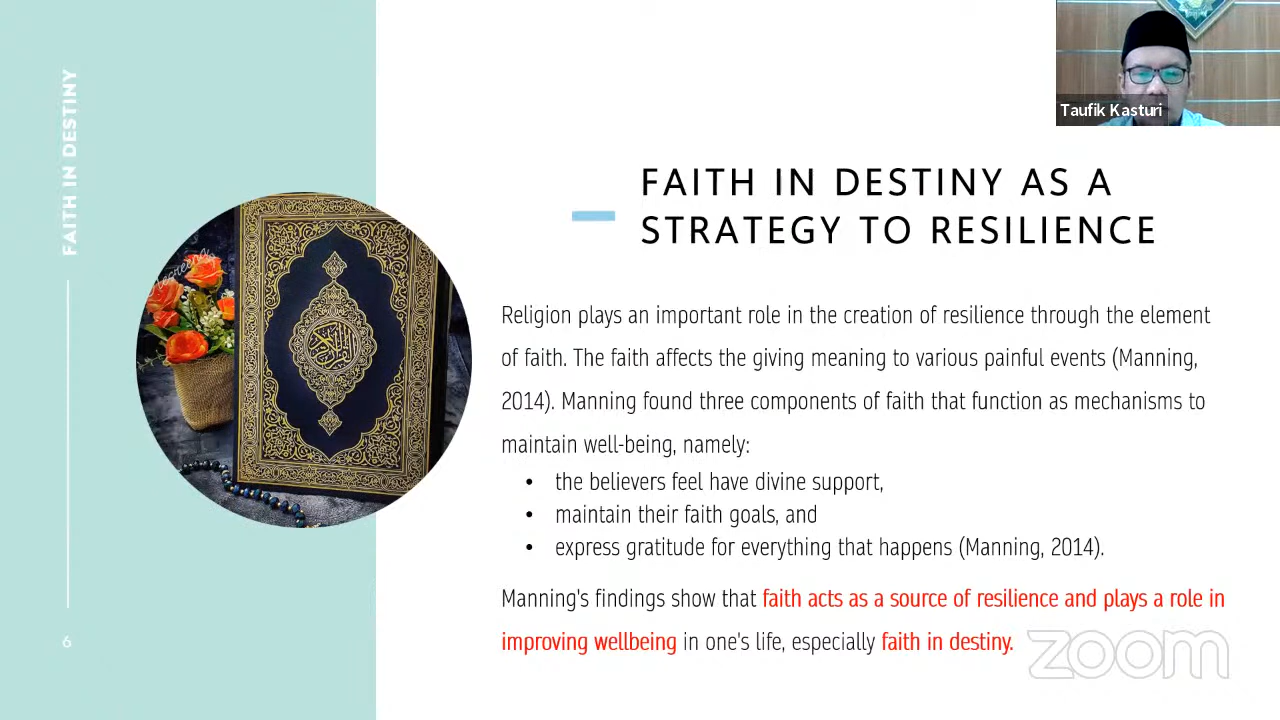 FAITH IN DESTINY
Taufik Kasturi
FAITH IN DESTINY AS A
STRATEGY TO RESILIENCE
Religion plays an important role in the creation of resilience through the element
of faith. The faith affects the giving meaning to various painful events (Manning,
2014). Manning found three components of faith that function as mechanisms to
maintain well-being, namely:
• the believers feel have divine support,
• maintain their faith goals, and
• express gratitude for everything that happens (Manning, 2014).
Manning's findings show that faith acts as a source of resilience and plays a role in
improving wellbeing in one's life, especially faith in destiny.
6
zoom